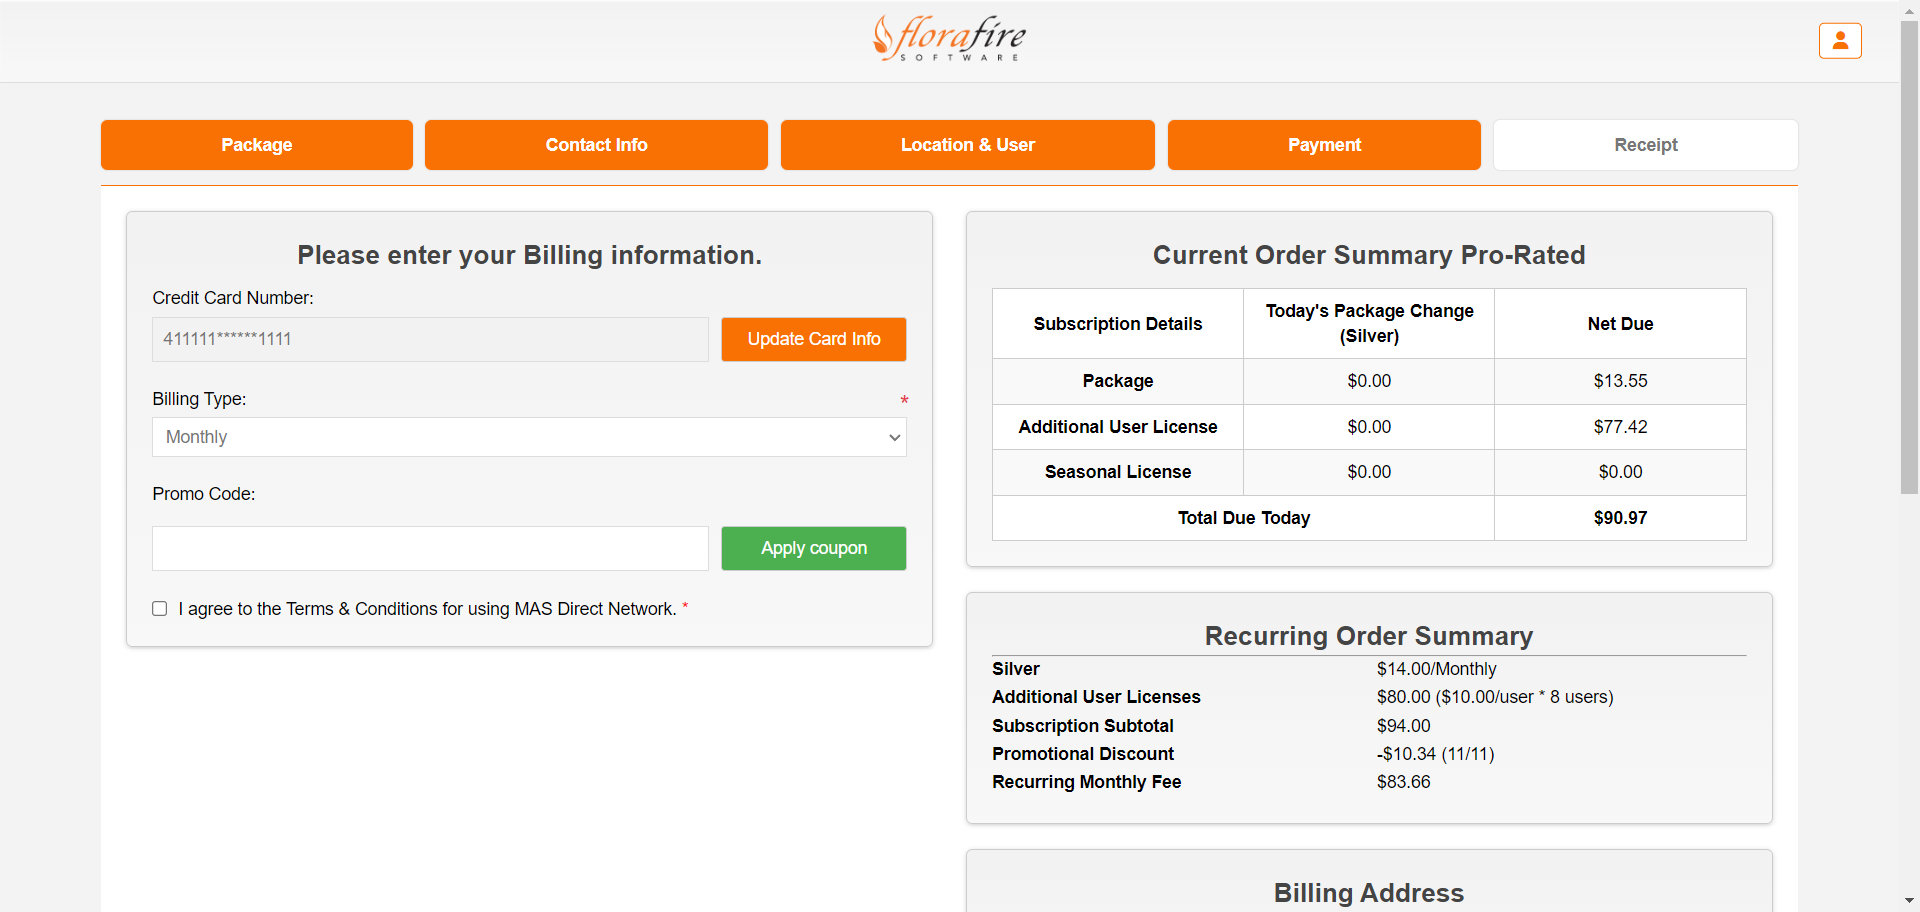 florafire
SOFTWARE
Package
Contact Info
Location & User
Payment
Receipt
Please enter your Billing information.
Credit Card Number:
411111******1111
Update Card Info
Billing Type:
*
Monthly
Promo Code:
Apply coupon
I agree to the Terms & Conditions for using MAS Direct Network. *
Current Order Summary Pro-Rated
Subscription Details
Today's Package Change
(Silver)
Net Due
Package $0.00 $13.55
Additional User License $0.00 $77.42
Seasonal License $0.00 $0.00
Total Due Today $90.97
Recurring Order Summary
Silver $14.00/Monthly
Additional User Licenses $80.00 ($10.00/user * 8 users)
Subscription Subtotal $94.00
Promotional Discount -$10.34 (11/11)
Recurring Monthly Fee $83.66
Billing Address